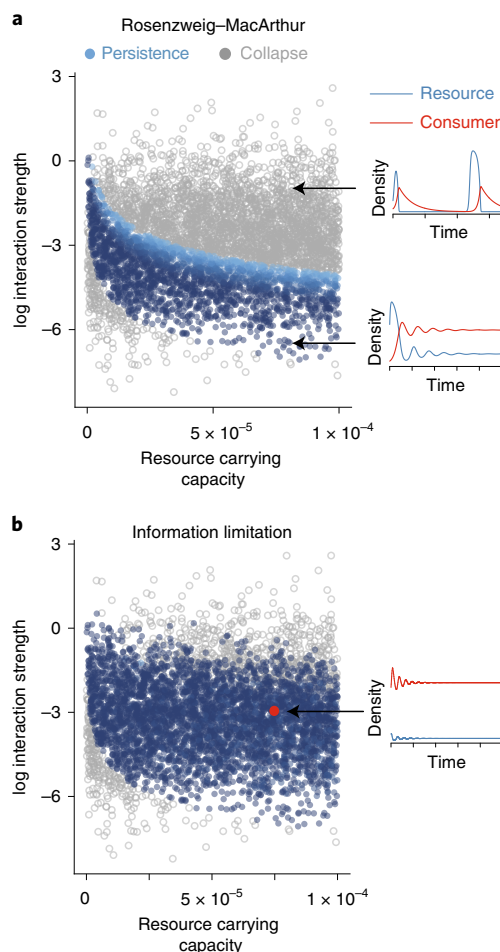 a
Rosenzweig–MacArthur
Persistence
Collapse
3
0
−3
−6
log interaction strength
0
5 × 10⁻⁵
1 × 10⁻⁴
Resource carrying
capacity
Resource
Consumer
Density
Time
Density
Time
b
Information limitation
3
0
−3
−6
log interaction strength
0
5 × 10⁻⁵
1 × 10⁻⁴
Resource carrying
capacity
Density
Time